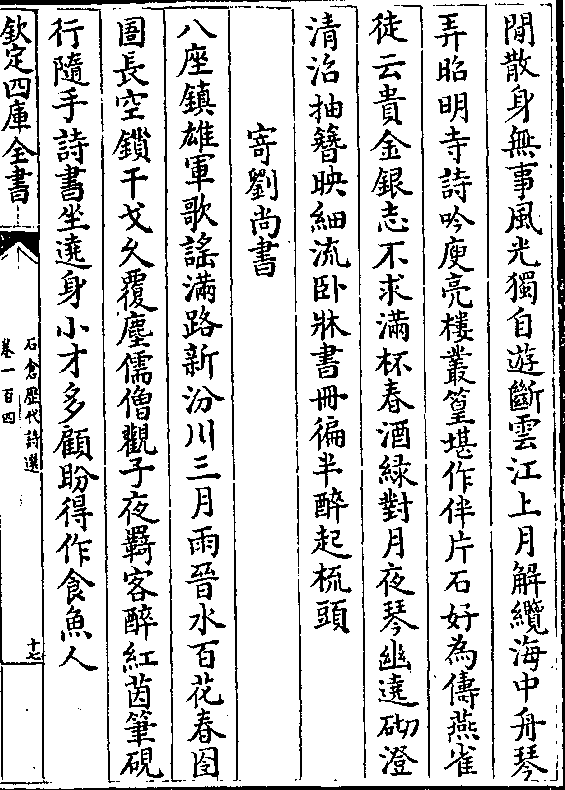 閒散身無事風光獨自遊斷雲江上月解纜海中舟琴
弄昭明寺詩吟庾亮樓叢篁堪作伴片石好為儔燕雀
徒云貴金銀志不求滿杯春酒緑對月夜琴幽遶砌澄
清沿抽簪映細流卧牀書冊徧半醉起梳頭
寄劉尚書
八座鎮雄軍歌謠滿路新汾川三月雨晉水百花春囹
圄長空鎖干戈久覆塵儒僧觀子夜羇客醉紅茵筆硯
行隨手詩書坐遶身小才多顧盼得作食魚人
欽定四庫全書
石倉歷代詩選
卷一百四
十七